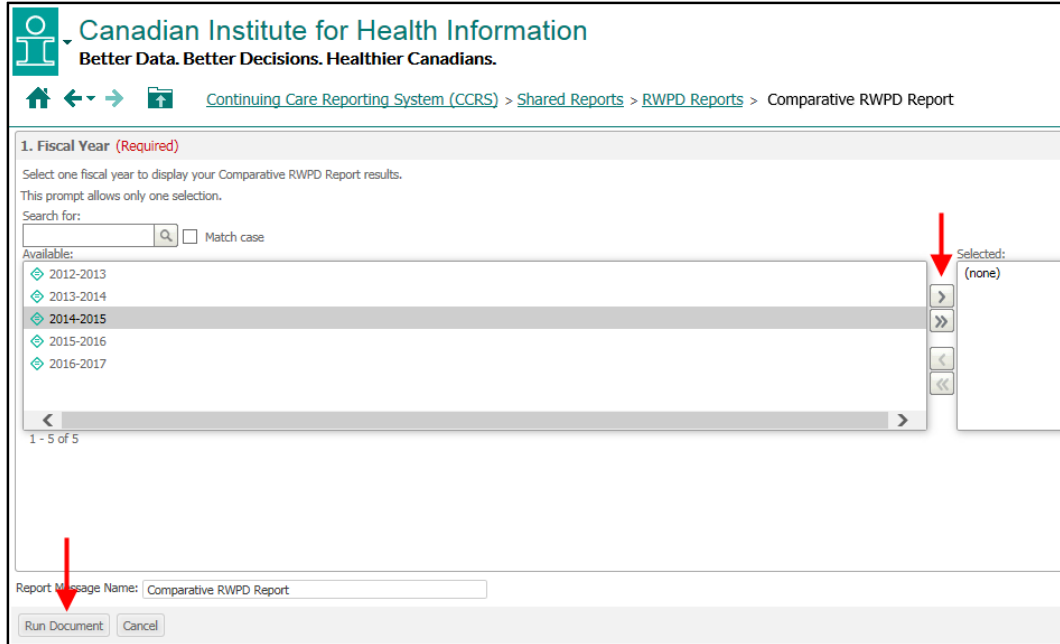 Canadian Institute for Health Information
Better Data. Better Decisions. Healthier Canadians.
Continuing Care Reporting System (CCRS) > Shared Reports > RWPD Reports > Comparative RWPD Report
1. Fiscal Year (Required)
Select one fiscal year to display your Comparative RWPD Report results.
This prompt allows only one selection.
Search for:
Match case
Available:
Selected:
2012-2013
(none)
2013-2014
2014-2015
2015-2016
2016-2017
1 - 5 of 5
Report Message Name: Comparative RWPD Report
Run Document Cancel